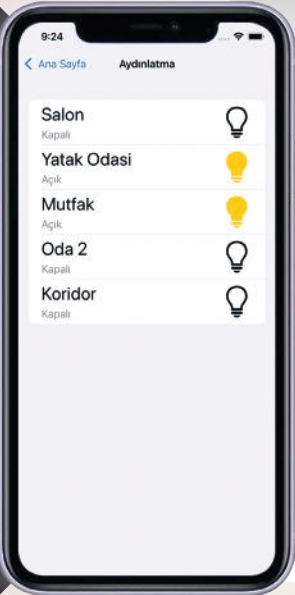 9:24
Ana Sayfa Aydınlatma
Salon
Kapalı
Yatak Odasi
Açık
Mutfak
Açık
Oda 2
Kapalı
Koridor
Kapalı